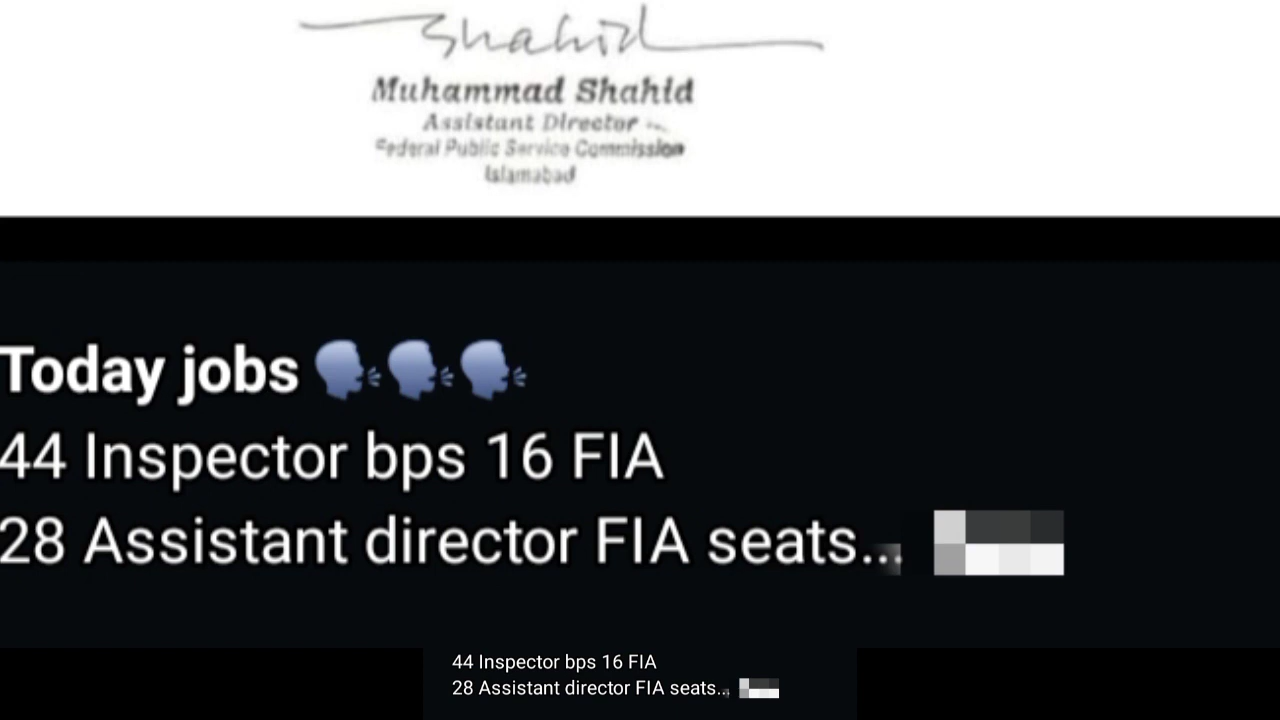 Shahid
Muhammad Shahid
Assistant Director
Federal Public Service Commission
Islamabad
Today jobs 🗣️🗣️🗣️
44 Inspector bps 16 FIA
28 Assistant director FIA seats...
44 Inspector bps 16 FIA
28 Assistant director FIA seats...